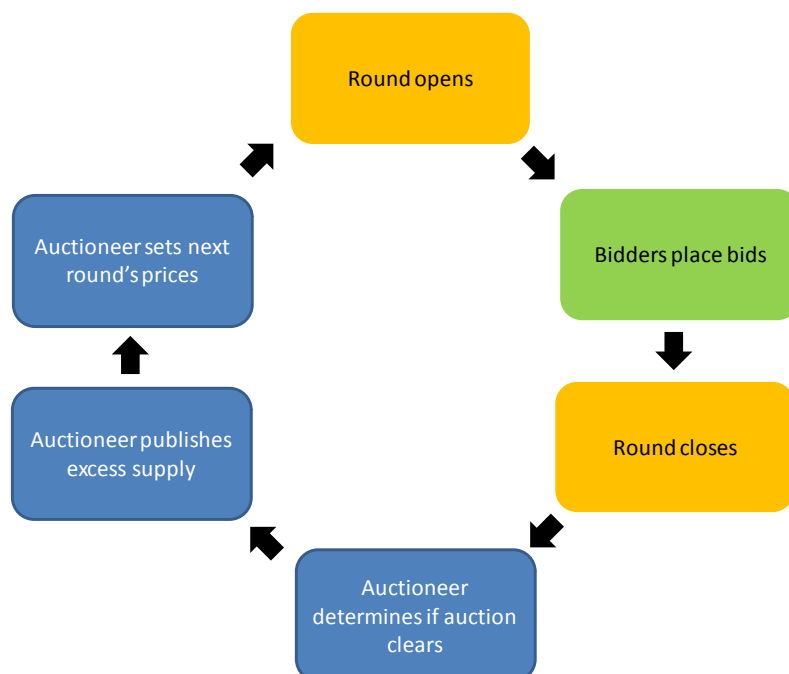 Round opens
Bidders place bids
Round closes
Auctioneer
determines if auction
clears
Auctioneer publishes
excess supply
Auctioneer sets next
round’s prices